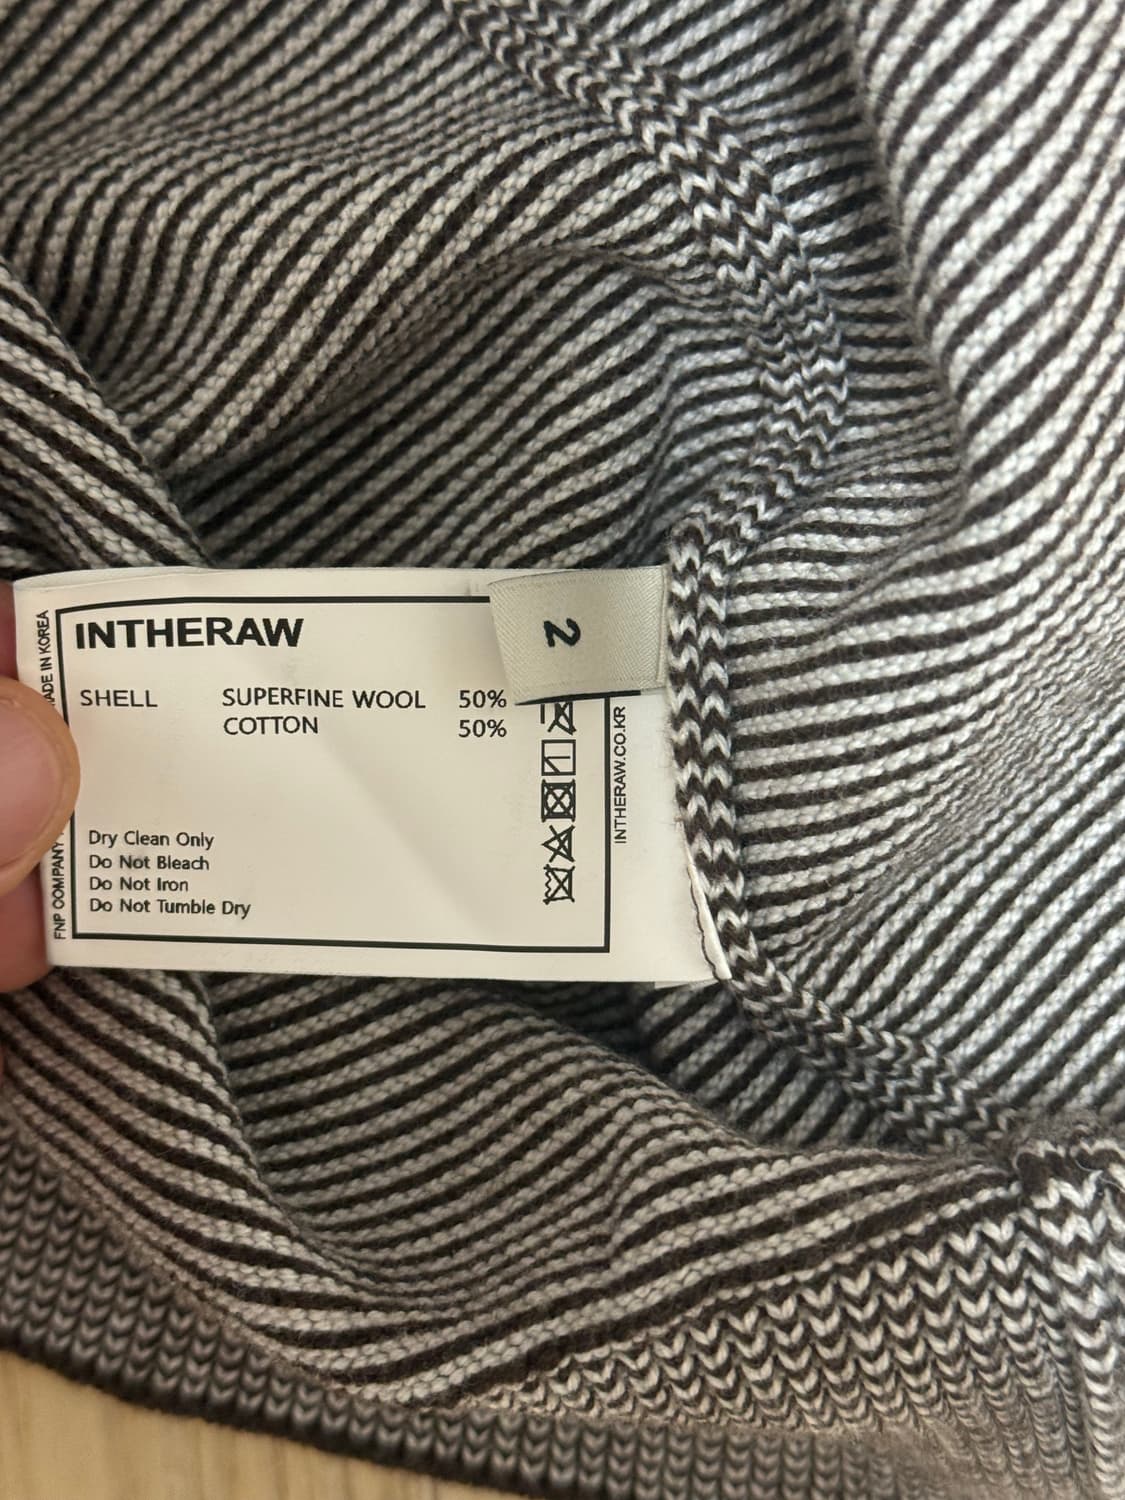 INTHERAW
2
SHELL SUPERFINE WOOL 50%
COTTON 50%
Dry Clean Only
Do Not Bleach
Do Not Iron
Do Not Tumble Dry
INTHERAW.CO.KR
FNP COMPANY
IN KOREA